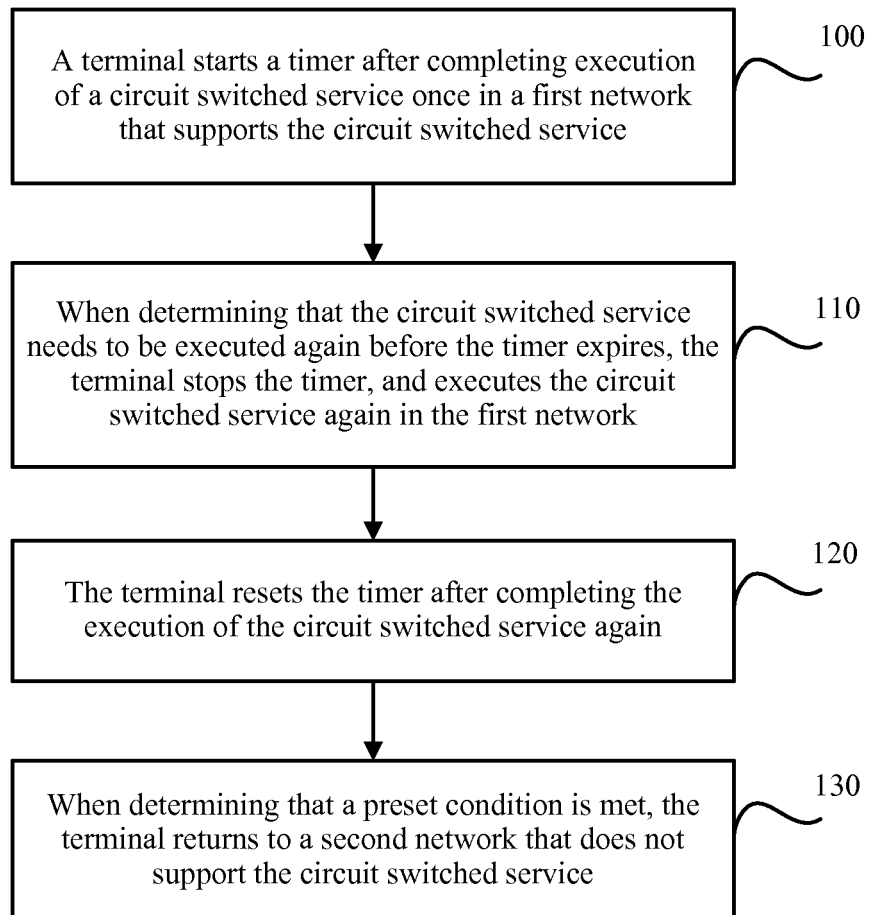 A terminal starts a timer after completing execution
of a circuit switched service once in a first network
that supports the circuit switched service
100
When determining that the circuit switched service
needs to be executed again before the timer expires, the
terminal stops the timer, and executes the circuit
switched service again in the first network
110
The terminal resets the timer after completing the
execution of the circuit switched service again
120
When determining that a preset condition is met, the
terminal returns to a second network that does not
support the circuit switched service
130